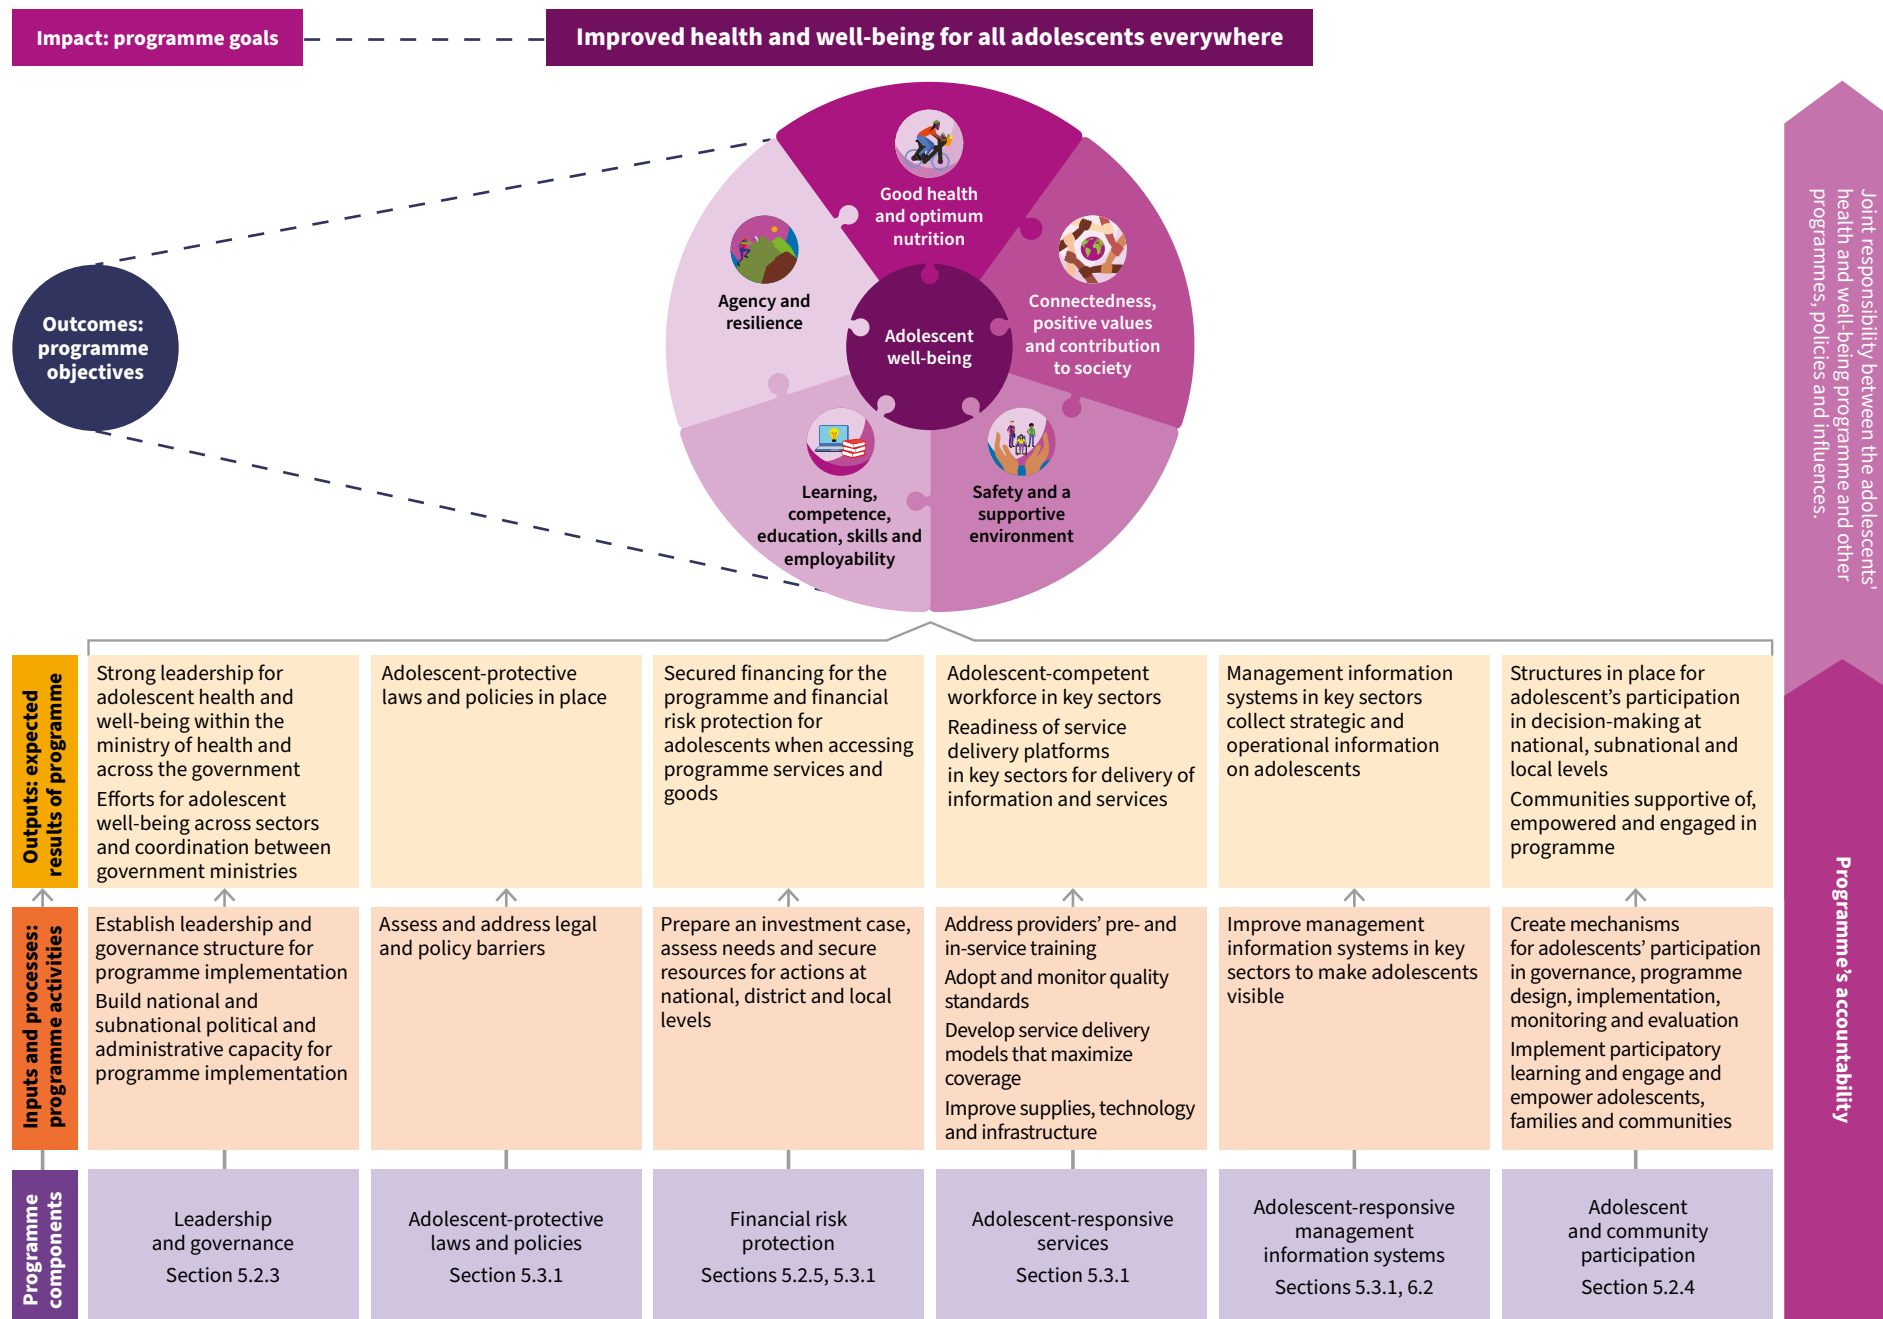 Impact: programme goals
Improved health and well-being for all adolescents everywhere
Good health
and optimum
nutrition
Agency and
resilience
Connectedness,
positive values
and contribution
to society
Adolescent
well-being
Outcomes:
programme
objectives
Learning,
competence,
education, skills and
employability
Safety and a
supportive
environment
Joint responsibility between the adolescents'
health and well-being programme and other
programmes, policies and influences.
Outputs: expected
results of programme
Strong leadership for
adolescent health and
well-being within the
ministry of health and
across the government
Efforts for adolescent
well-being across sectors
and coordination between
government ministries
Adolescent-protective
laws and policies in place
Secured financing for the
programme and financial
risk protection for
adolescents when accessing
programme services and
goods
Adolescent-competent
workforce in key sectors
Readiness of service
delivery platforms
in key sectors for delivery of
information and services
Management information
systems in key sectors
collect strategic and
operational information
on adolescents
Structures in place for
adolescent’s participation
in decision-making at
national, subnational and
local levels
Communities supportive of,
empowered and engaged in
programme
Inputs and processes:
programme activities
Establish leadership and
governance structure for
programme implementation
Build national and
subnational political and
administrative capacity for
programme implementation
Assess and address legal
and policy barriers
Prepare an investment case,
assess needs and secure
resources for actions at
national, district and local
levels
Address providers’ pre- and
in-service training
Adopt and monitor quality
standards
Develop service delivery
models that maximize
coverage
Improve supplies, technology
and infrastructure
Improve management
information systems in key
sectors to make adolescents
visible
Create mechanisms
for adolescents’ participation
in governance, programme
design, implementation,
monitoring and evaluation
Implement participatory
learning and engage and
empower adolescents,
families and communities
Programme’s accountability
Programme
components
Leadership
and governance
Section 5.2.3
Adolescent-protective
laws and policies
Section 5.3.1
Financial risk
protection
Sections 5.2.5, 5.3.1
Adolescent-responsive
services
Section 5.3.1
Adolescent-responsive
management
information systems
Sections 5.3.1, 6.2
Adolescent
and community
participation
Section 5.2.4